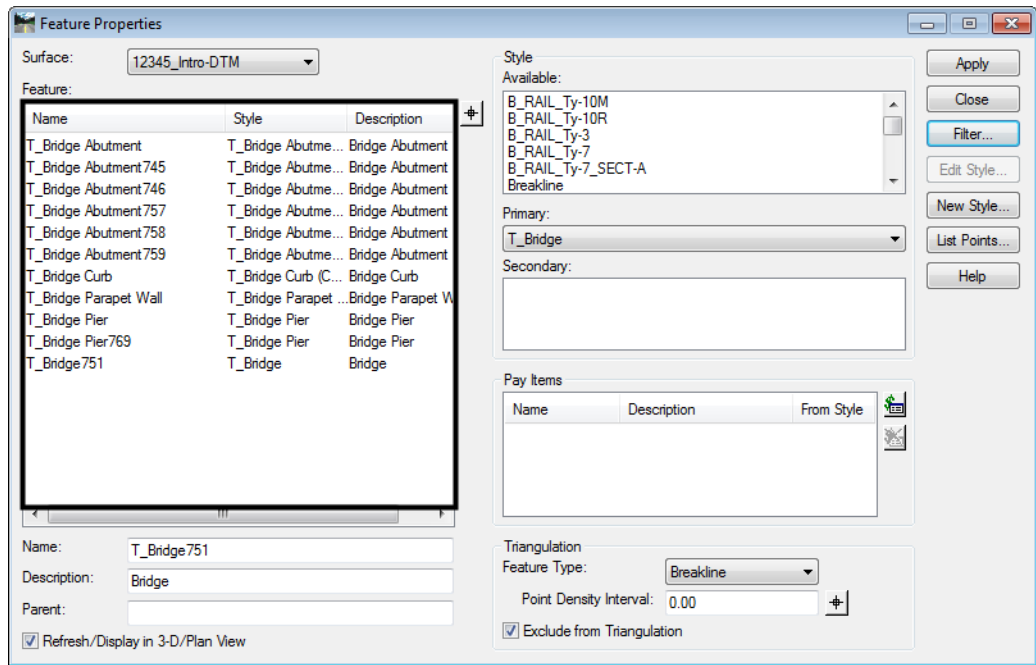 Feature Properties
Surface:
12345_Intro-DTM
Feature:
Name Style Description
T_Bridge Abutment T_Bridge Abutme... Bridge Abutment
T_Bridge Abutment745 T_Bridge Abutme... Bridge Abutment
T_Bridge Abutment746 T_Bridge Abutme... Bridge Abutment
T_Bridge Abutment757 T_Bridge Abutme... Bridge Abutment
T_Bridge Abutment758 T_Bridge Abutme... Bridge Abutment
T_Bridge Abutment759 T_Bridge Abutme... Bridge Abutment
T_Bridge Curb T_Bridge Curb (C... Bridge Curb
T_Bridge Parapet Wall T_Bridge Parapet ... Bridge Parapet W
T_Bridge Pier T_Bridge Pier Bridge Pier
T_Bridge Pier769 T_Bridge Pier Bridge Pier
T_Bridge751 T_Bridge Bridge
Name:
T_Bridge751
Description:
Bridge
Parent:
Refresh/Display in 3-D/Plan View
Style
Available:
B_RAIL_Ty-10M
B_RAIL_Ty-10R
B_RAIL_Ty-3
B_RAIL_Ty-7
B_RAIL_Ty-7_SECT-A
Breakline
Primary:
T_Bridge
Secondary:
Pay Items
Name Description From Style
Triangulation
Feature Type:
Breakline
Point Density Interval:
0.00
Exclude from Triangulation
Apply
Close
Filter...
Edit Style...
New Style...
List Points...
Help